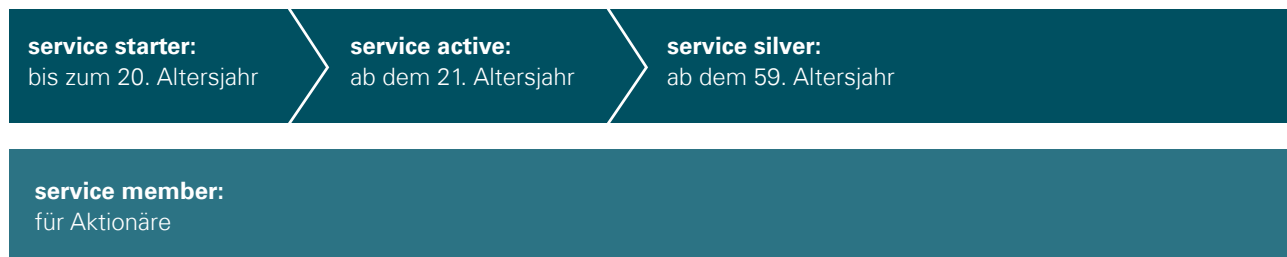 service starter:
bis zum 20. Altersjahr
service active:
ab dem 21. Altersjahr
service silver:
ab dem 59. Altersjahr
service member:
für Aktionäre